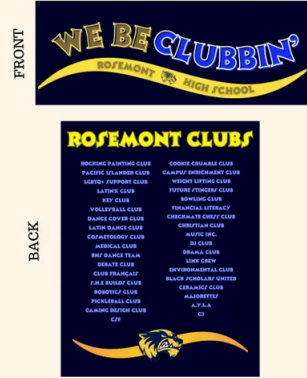 FRONT
WE BE CLUBBIN'
ROSEMONT HIGH SCHOOL
BACK
ROSEMONT CLUBS
ROCKING PAINTING CLUB
PACIFIC ISLANDER CLUB
LGBTQ+ SUPPORT CLUB
LATINX CLUB
KEY CLUB
VOLLEYBALL CLUB
DANCE COVER CLUB
LATIN DANCE CLUB
COSMETOLOGY CLUB
MEDICAL CLUB
RHS DANCE TEAM
DEBATE CLUB
CLUB FRANÇAIS
BUILDS CLUB
ROBOTICS CLUB
PICKLEBALL CLUB
GAMING DESIGN CLUB
CSF
COOKIE CRUMBLE CLUB
CAMPUS ENRICHMENT CLUB
WEIGHT LIFTING CLUB
FUTURE STINGERS CLUB
BOWLING CLUB
FINANCIAL LITERACY
CHECKMATE CHESS CLUB
CHRISTIAN CLUB
MUSIC INC.
DJ CLUB
DRAMA CLUB
LINK CREW
ENVIRONMENTAL CLUB
BLACK SCHOLARS UNITED
CERAMICS CLUB
MAJORETTES
A.Y.L.A